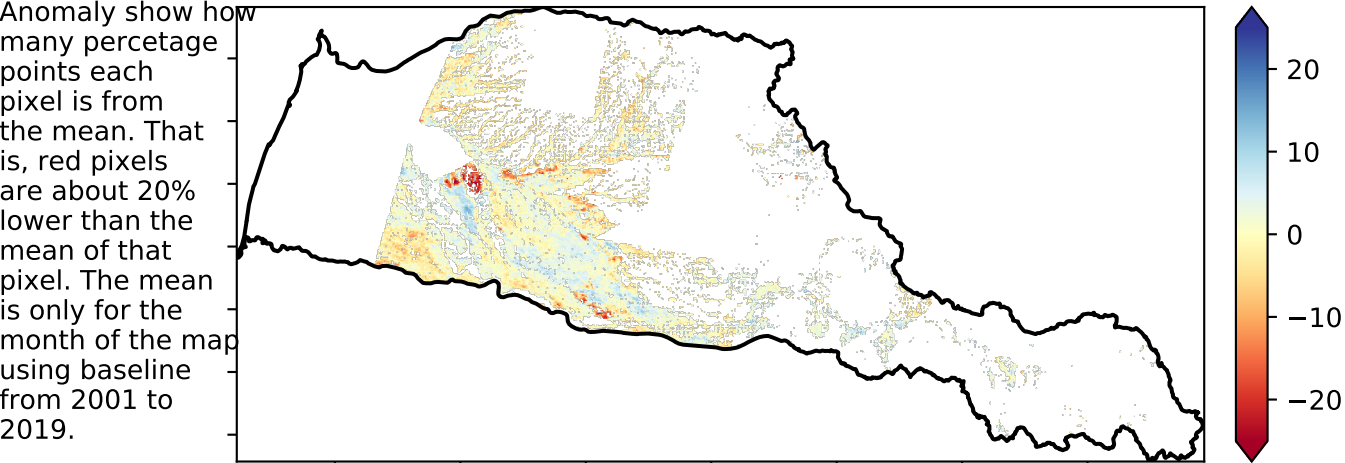 Anomaly show how
many percetage
points each
pixel is from
the mean. That
is, red pixels
are about 20%
lower than the
mean of that
pixel. The mean
is only for the
month of the map
using baseline
from 2001 to
2019.
20
10
0
−10
−20